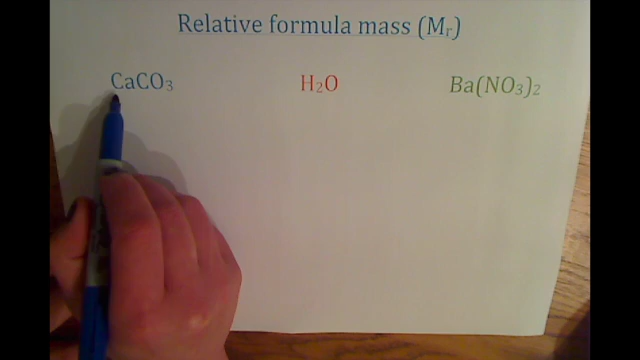 Relative formula mass (Mᵣ)
CaCO₃ H₂O Ba(NO₃)₂